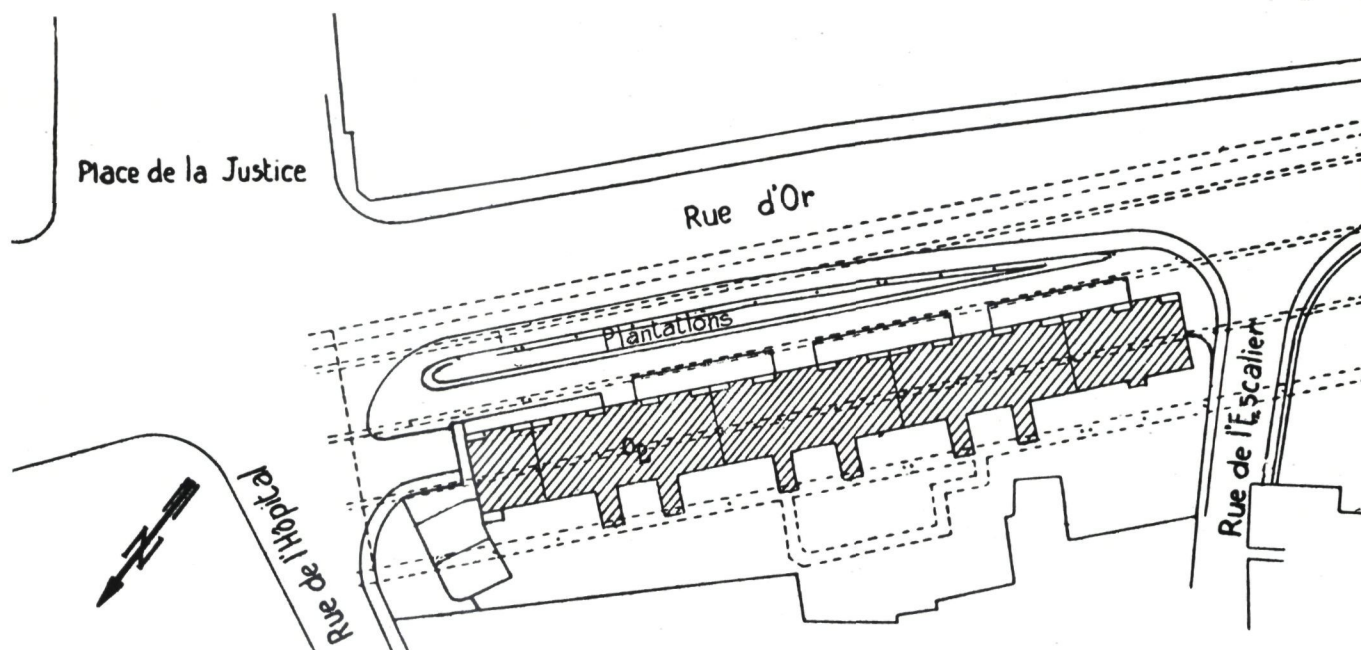 Place de la Justice
Rue d'Or
Plantations
Rue de l'Hôpital
Rue de l'Escalier
N